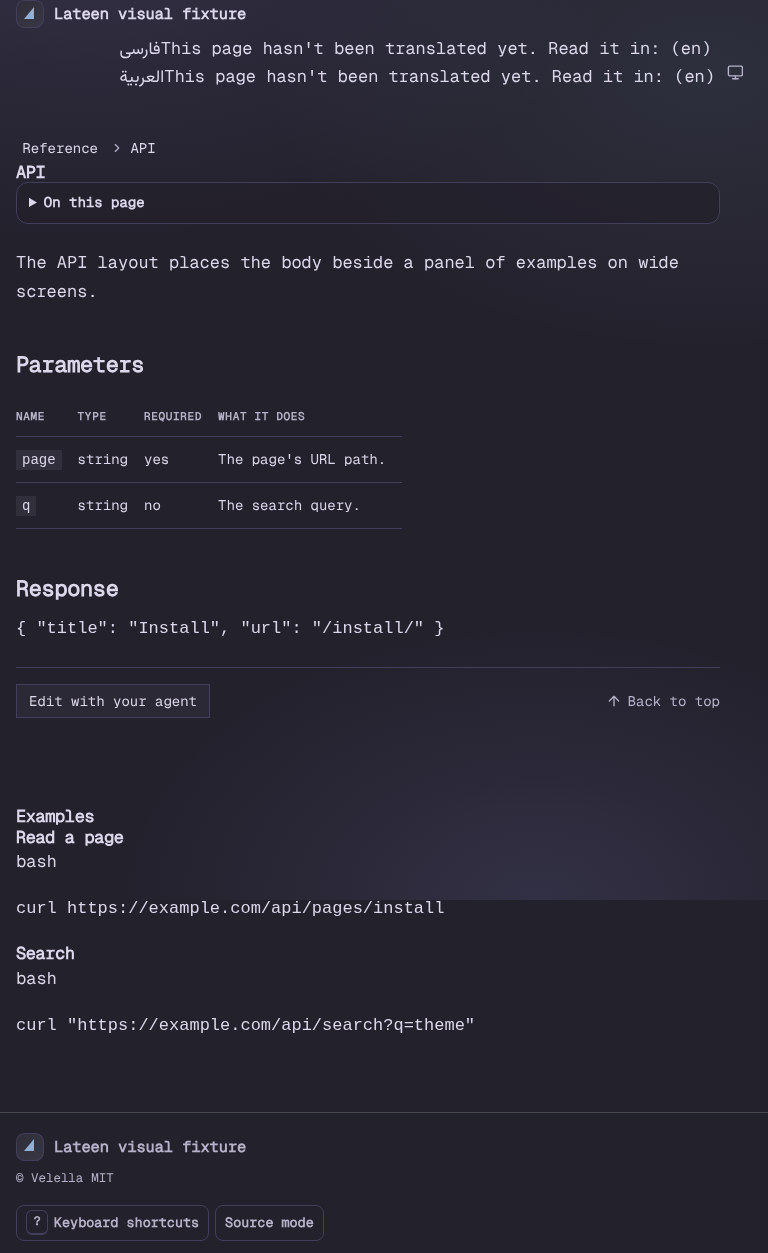 Lateen visual fixture
فارسیThis page hasn't been translated yet. Read it in: (en)
العربيةThis page hasn't been translated yet. Read it in: (en)
Reference > API
API
On this page
The API layout places the body beside a panel of examples on wide
screens.
Parameters
NAME TYPE REQUIRED WHAT IT DOES
page string yes The page's URL path.
q string no The search query.
Response
{ "title": "Install", "url": "/install/" }
Edit with your agent
↑ Back to top
Examples
Read a page
bash
curl https://example.com/api/pages/install
Search
bash
curl "https://example.com/api/search?q=theme"
Lateen visual fixture
© Velella MIT
? Keyboard shortcuts
Source mode